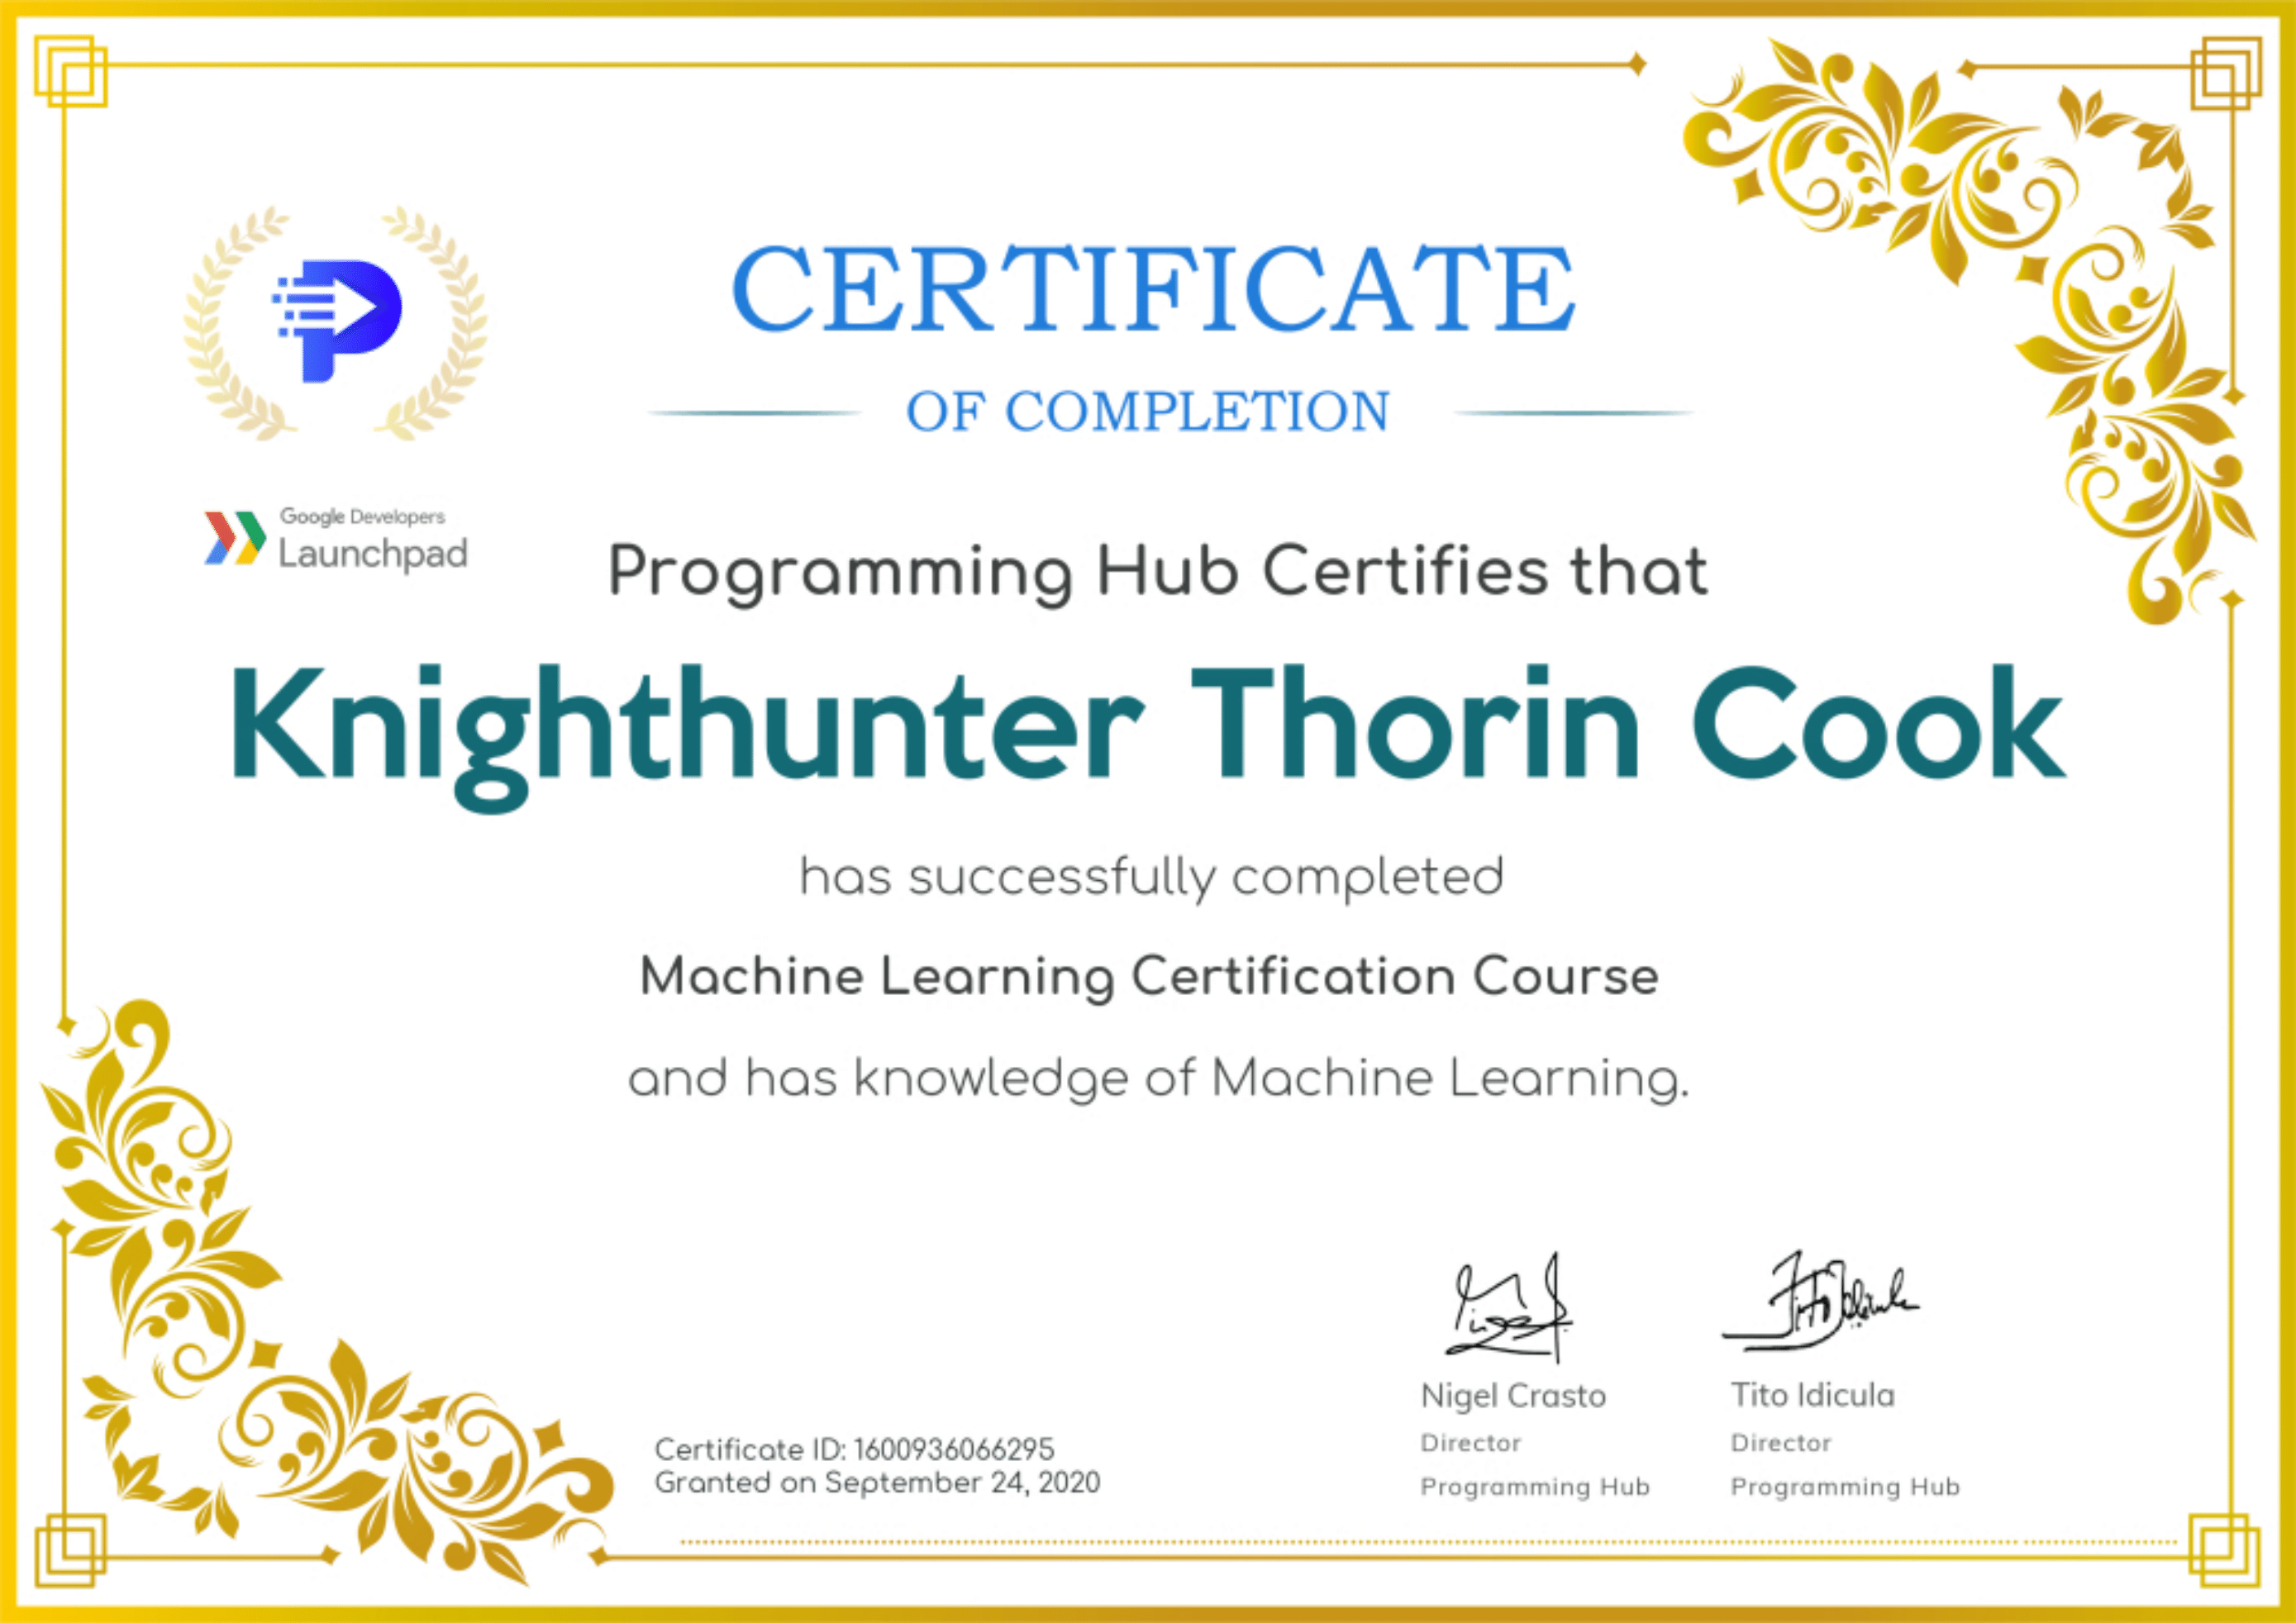 CERTIFICATE
OF COMPLETION
Google Developers
Launchpad
Programming Hub Certifies that
Knighthunter Thorin Cook
has successfully completed
Machine Learning Certification Course
and has knowledge of Machine Learning.
Certificate ID: 1600936066295
Granted on September 24, 2020
Nigel Crasto
Director
Programming Hub
Tito Idicula
Director
Programming Hub